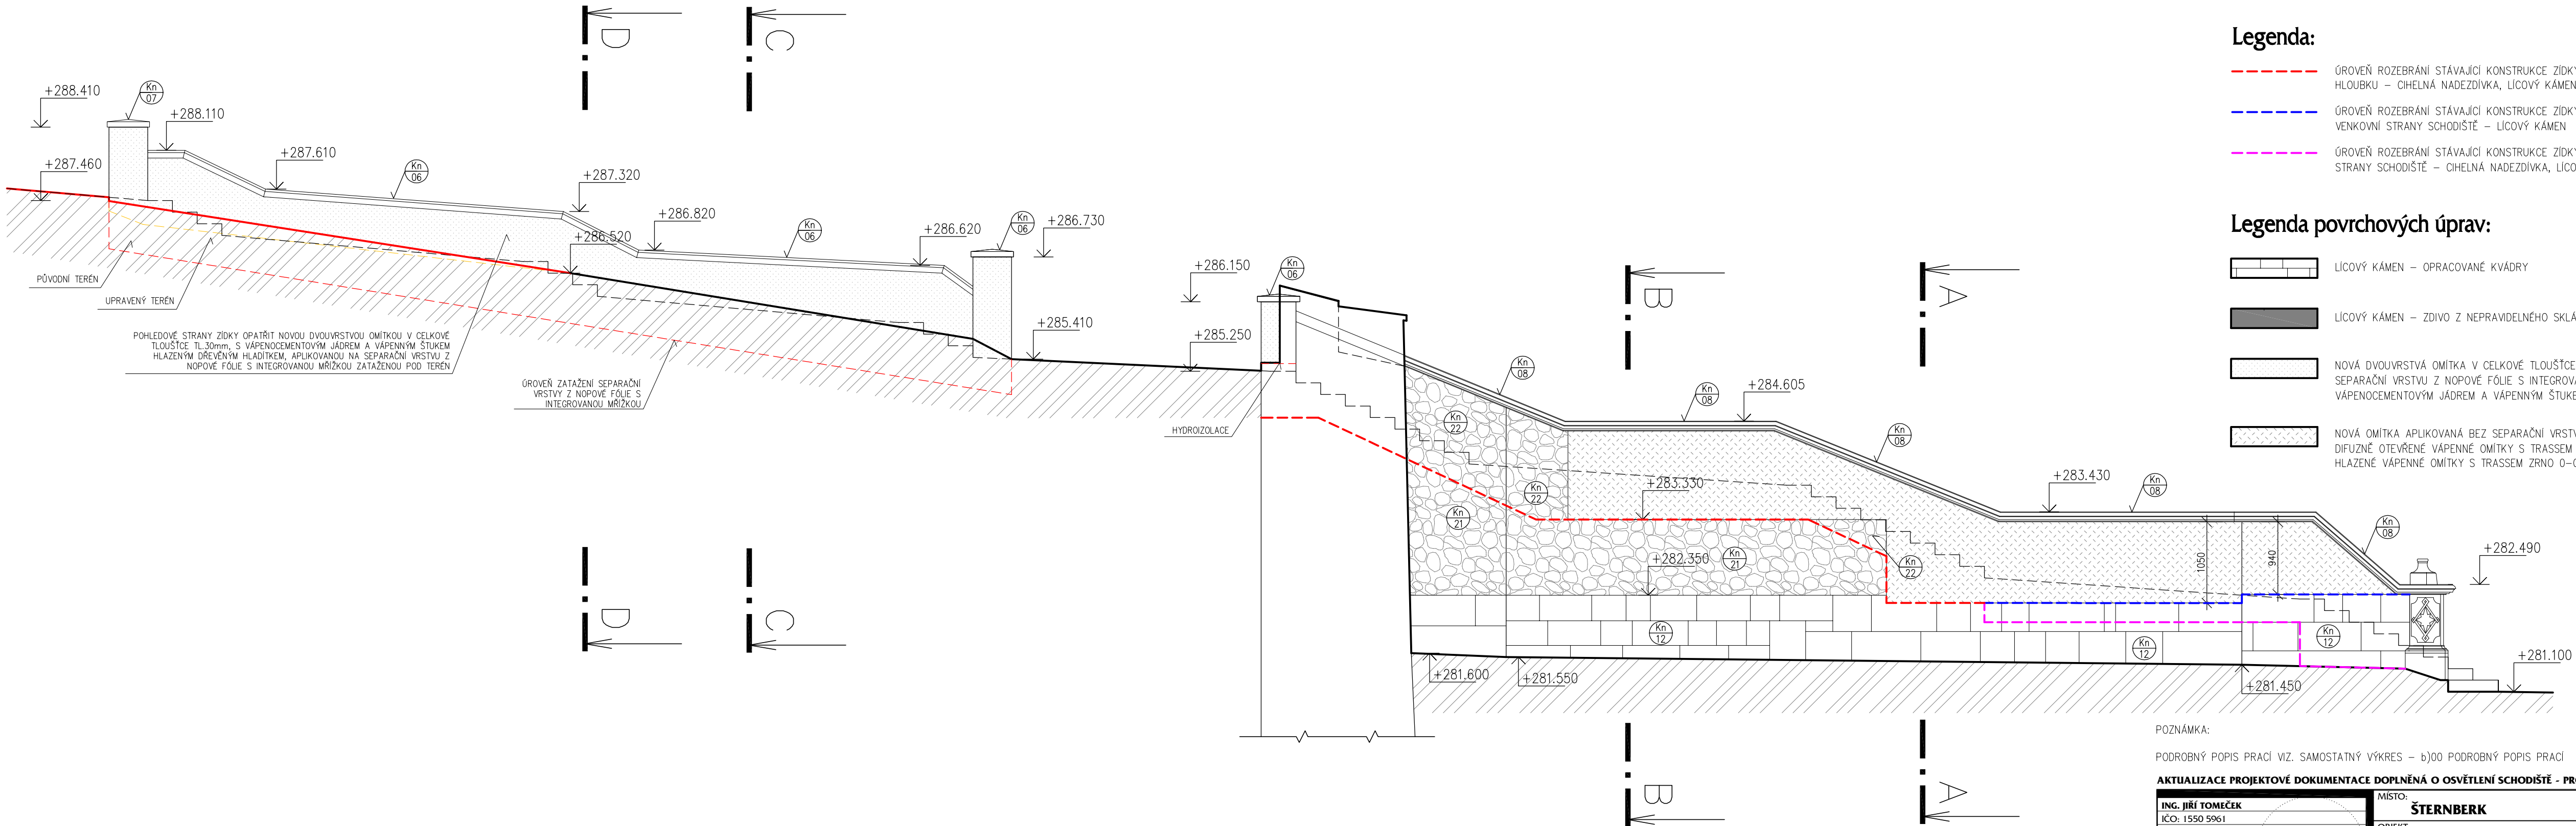 D
C
+288.410
Kn
07
+288.110
+287.460
+287.610
Kn
06
+287.320
+286.820
Kn
06
+286.620
Kn
06
+286.730
+286.520
PŮVODNÍ TERÉN
UPRAVENÝ TERÉN
POHLEDOVÉ STRANY ZÍDKY OPATŘIT NOVOU DVOUVRSTVOU OMÍTKOU V CELKOVÉ
TLOUŠŤCE TL.30mm, S VÁPENOCEMENTOVÝM JÁDREM A VÁPENNÝM ŠTUKEM
HLAZENÝM DŘEVĚNÝM HLADÍTKEM, APLIKOVANOU NA SEPARAČNÍ VRSTVU Z
NOPOVÉ FÓLIE S INTEGROVANOU MŘÍŽKOU ZATAŽENOU POD TERÉN
ÚROVEŇ ZATAŽENÍ SEPARAČNÍ
VRSTVY Z NOPOVÉ FÓLIE S
INTEGROVANOU MŘÍŽKOU
+285.410
D
C
+286.150
Kn
06
+285.250
HYDROIZOLACE
B
A
Kn
08
Kn
08
+284.605
Kn
08
+283.430
Kn
08
Kn
08
+282.490
Kn
22
Kn
22
Kn
21
+283.330
+282.350
Kn
21
Kn
22
1050
940
Kn
12
Kn
12
Kn
12
+281.600
+281.550
+281.450
+281.100
B
A
Legenda:
ÚROVEŇ ROZEBRÁNÍ STÁVAJÍCÍ KONSTRUKCE ZÍDKY
HLOUBKU – CIHELNÁ NADEZDÍVKA, LÍCOVÝ KÁMEN
ÚROVEŇ ROZEBRÁNÍ STÁVAJÍCÍ KONSTRUKCE ZÍDKY
VENKOVNÍ STRANY SCHODIŠTĚ – LÍCOVÝ KÁMEN
ÚROVEŇ ROZEBRÁNÍ STÁVAJÍCÍ KONSTRUKCE ZÍDKY
STRANY SCHODIŠTĚ – CIHELNÁ NADEZDÍVKA, LÍCO
Legenda povrchových úprav:
LÍCOVÝ KÁMEN – OPRACOVANÉ KVÁDRY
LÍCOVÝ KÁMEN – ZDIVO Z NEPRAVIDELNÉHO SKLÁ
NOVÁ DVOUVRSTVÁ OMÍTKA V CELKOVÉ TLOUŠŤCE
SEPARAČNÍ VRSTVU Z NOPOVÉ FÓLIE S INTEGROVA
VÁPENOCEMENTOVÝM JÁDREM A VÁPENNÝM ŠTUKE
NOVÁ OMÍTKA APLIKOVANÁ BEZ SEPARAČNÍ VRSTV
DIFUZNĚ OTEVŘENÉ VÁPENNÉ OMÍTKY S TRASSEM
HLAZENÉ VÁPENNÉ OMÍTKY S TRASSEM ZRNO 0–0
POZNÁMKA:
PODROBNÝ POPIS PRACÍ VIZ. SAMOSTATNÝ VÝKRES – b)00 PODROBNÝ POPIS PRACÍ
AKTUALIZACE PROJEKTOVÉ DOKUMENTACE DOPLNĚNÁ O OSVĚTLENÍ SCHODIŠTĚ - PR
ING. JIŘÍ TOMEČEK
IČO: 1550 5961
MÍSTO:
ŠTERNBERK